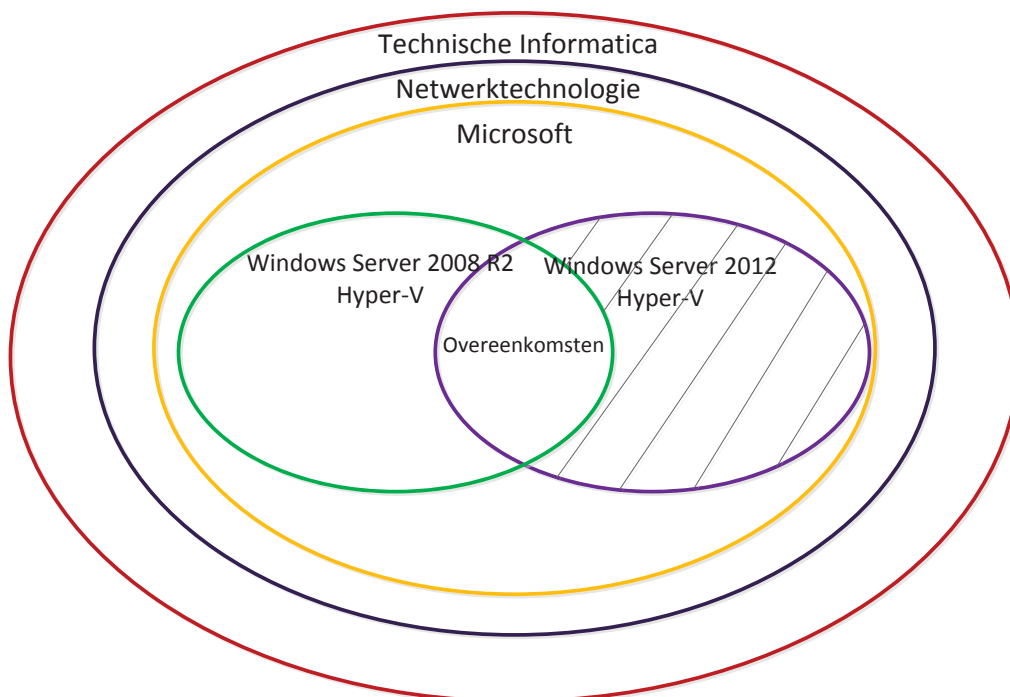 Technische Informatica
Netwerktechnologie
Microsoft
Windows Server 2008 R2
Hyper-V
Windows Server 2012
Hyper-V
Overeenkomsten